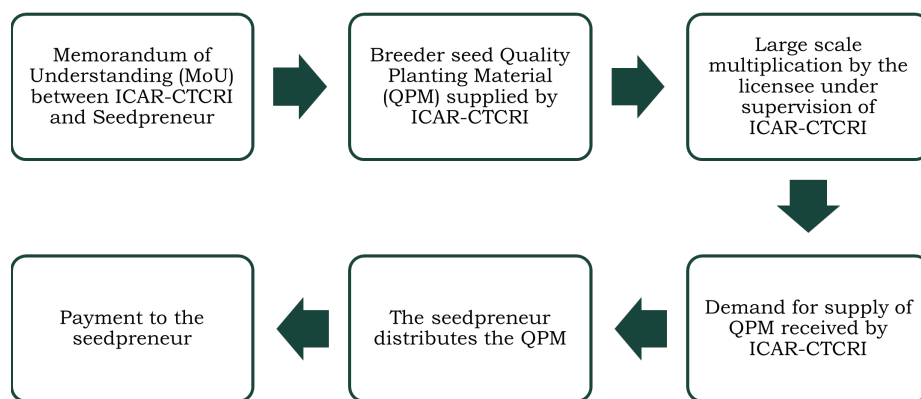 Memorandum of
Understanding (MoU)
between ICAR-CTCRI
and Seedpreneur
Breeder seed Quality
Planting Material
(QPM) supplied by
ICAR-CTCRI
Large scale
multiplication by the
licensee under
supervision of
ICAR-CTCRI
Demand for supply of
QPM received by
ICAR-CTCRI
The seedpreneur
distributes the QPM
Payment to the
seedpreneur